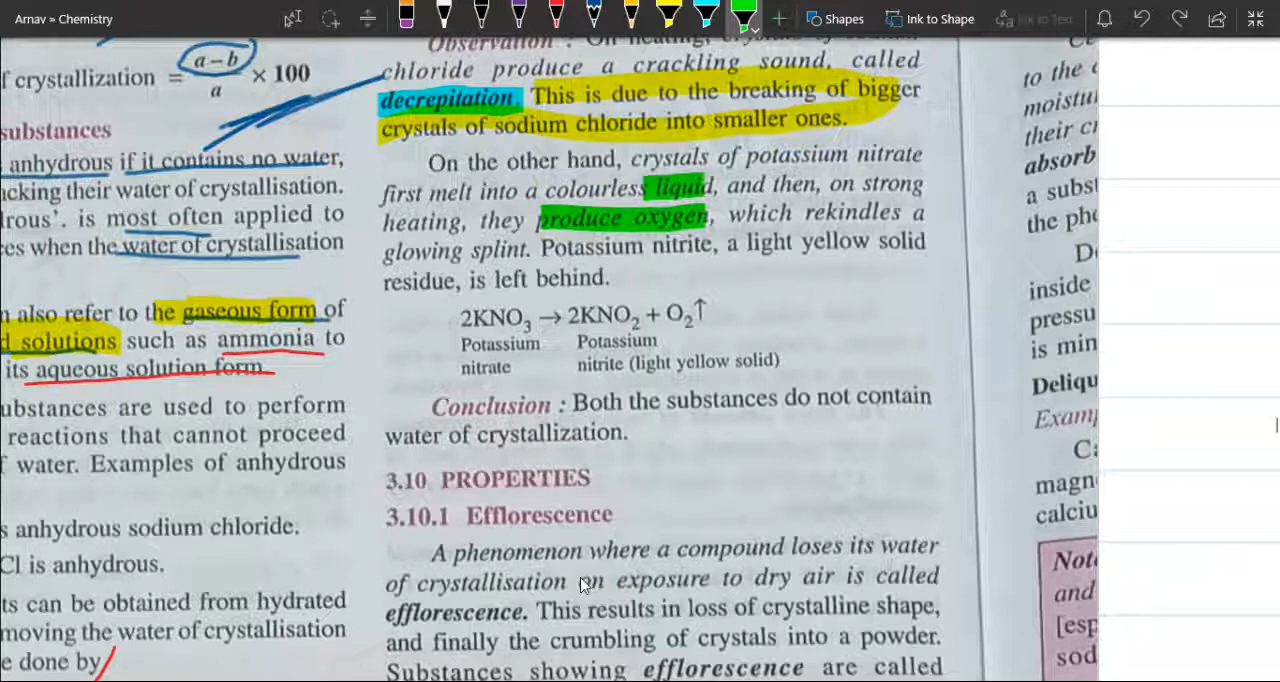 Arnav » Chemistry
Shapes
Ink to Shape
Ink to Text
f crystallization = a – b / a × 100
substances
anhydrous if it contains no water,
acking their water of crystallisation.
rous'. is most often applied to
ces when the water of crystallisation
n also refer to the gaseous form of
d solutions such as ammonia to
its aqueous solution form.
ubstances are used to perform
reactions that cannot proceed
f water. Examples of anhydrous
s anhydrous sodium chloride.
Cl is anhydrous.
ts can be obtained from hydrated
moving the water of crystallisation
e done by
chloride produce a crackling sound, called
decrepitation. This is due to the breaking of bigger
crystals of sodium chloride into smaller ones.
On the other hand, crystals of potassium nitrate
first melt into a colourless liquid, and then, on strong
heating, they produce oxygen, which rekindles a
glowing splint. Potassium nitrite, a light yellow solid
residue, is left behind.
2KNO₃ → 2KNO₂ + O₂↑
Potassium Potassium
nitrate nitrite (light yellow solid)
Conclusion : Both the substances do not contain
water of crystallization.
3.10 PROPERTIES
3.10.1 Efflorescence
A phenomenon where a compound loses its water
of crystallisation on exposure to dry air is called
efflorescence. This results in loss of crystalline shape,
and finally the crumbling of crystals into a powder.
Substances showing efflorescence are called
to the
moistu
their cr
absorb
a subst
the ph
D
inside
pressu
is min
Deliqu
Examp
Ca
magn
calciu
Not
and
[esp
sod